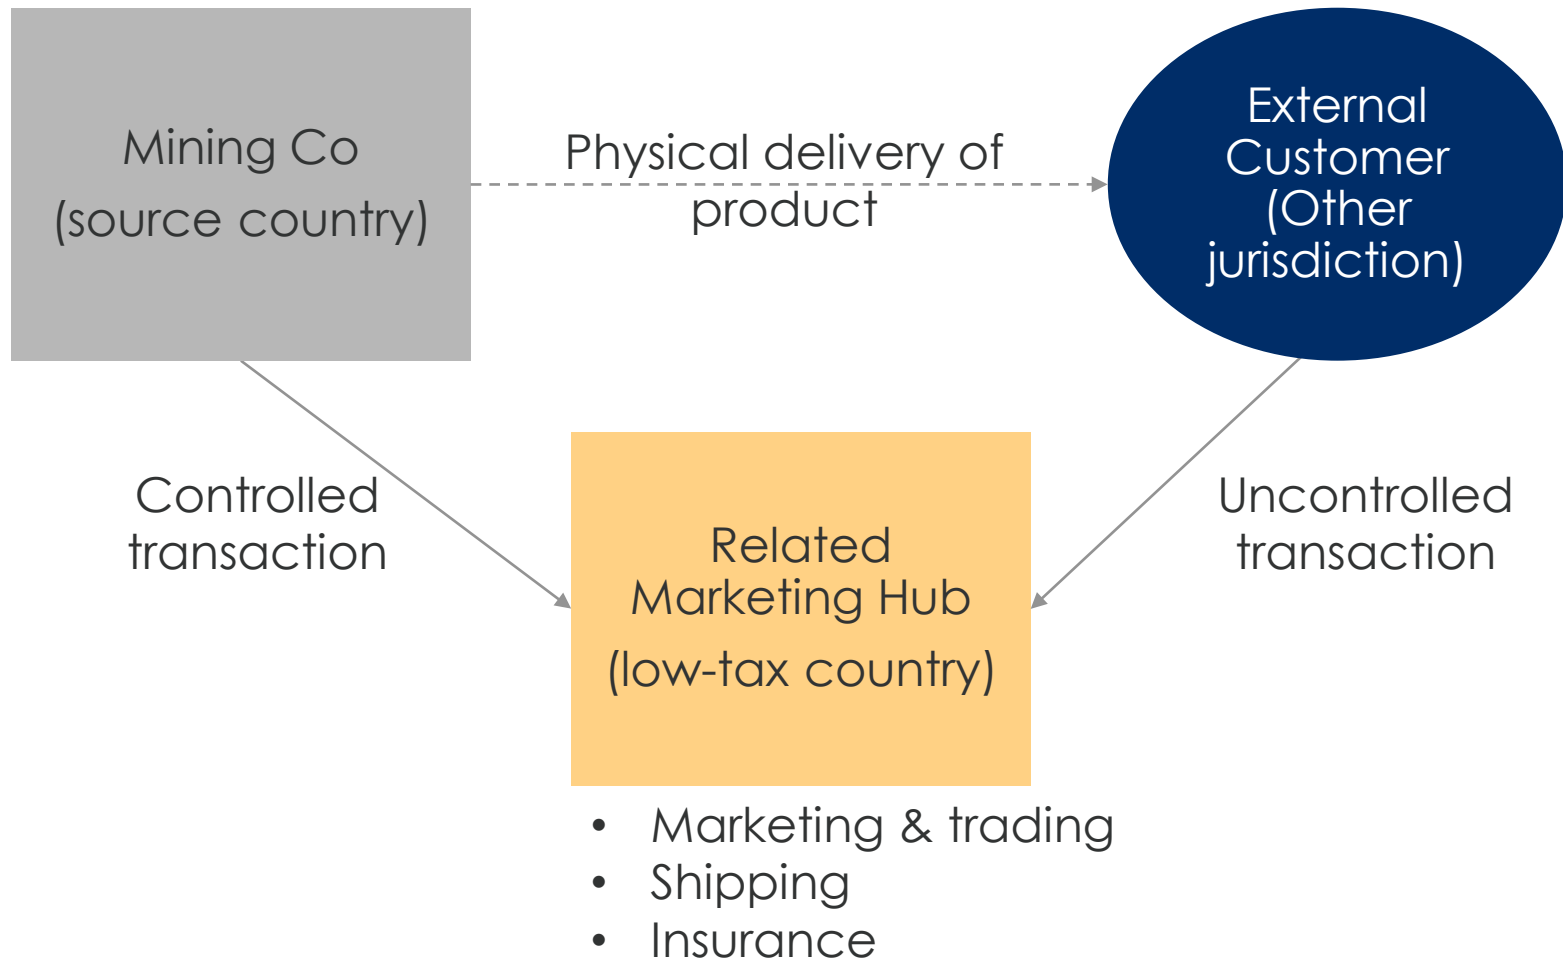 Mining Co
(source country)
Physical delivery of
product
External
Customer
(Other
jurisdiction)
Controlled
transaction
Uncontrolled
transaction
Related
Marketing Hub
(low-tax country)
• Marketing & trading
• Shipping
• Insurance